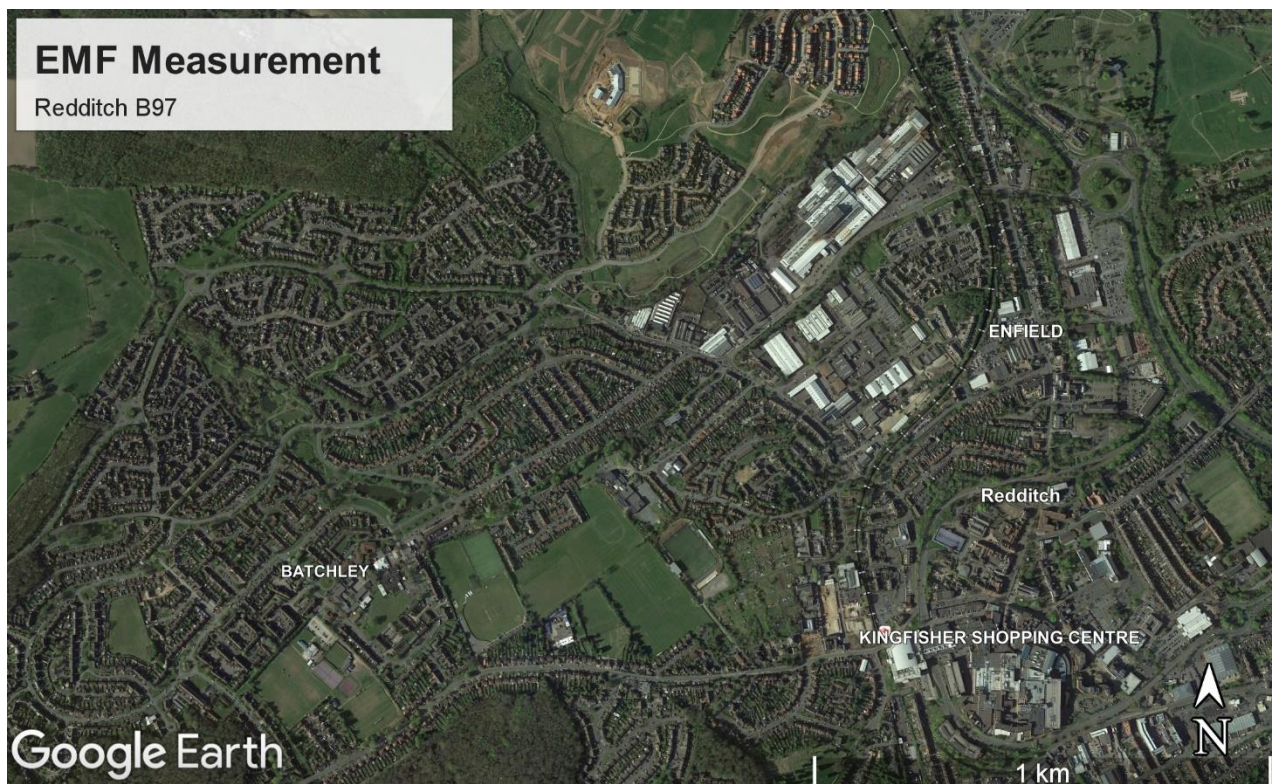 EMF Measurement
Redditch B97
ENFIELD
Redditch
BATCHLEY
KINGFISHER SHOPPING CENTRE
Google Earth
N
1 km